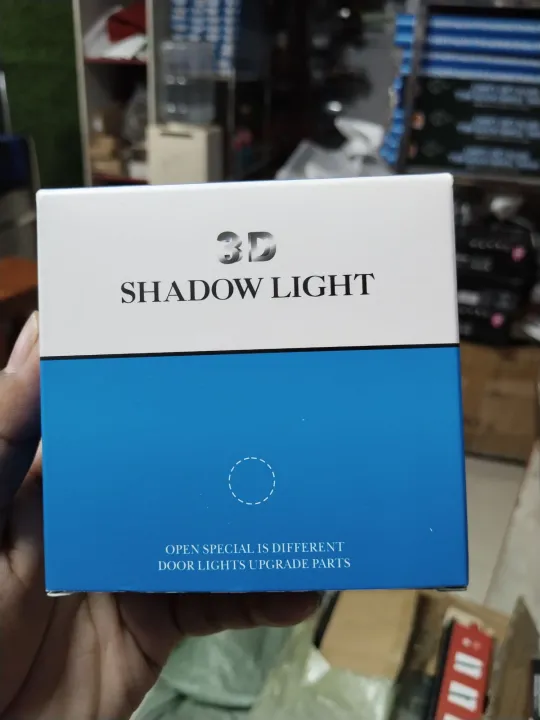 3D
SHADOW LIGHT
OPEN SPECIAL IS DIFFERENT
DOOR LIGHTS UPGRADE PARTS